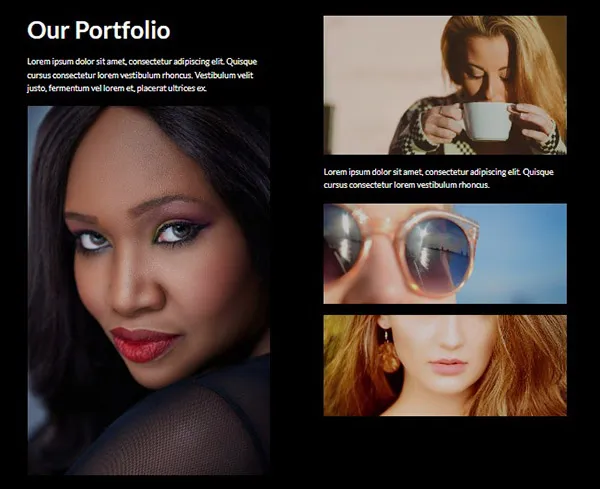 Our Portfolio
Lorem ipsum dolor sit amet, consectetur adipiscing elit. Quisque
cursus consectetur lorem vestibulum rhoncus. Vestibulum velit
justo, fermentum vel lorem et, placerat ultrices ex.
Lorem ipsum dolor sit amet, consectetur adipiscing elit. Quisque
cursus consectetur lorem vestibulum rhoncus.